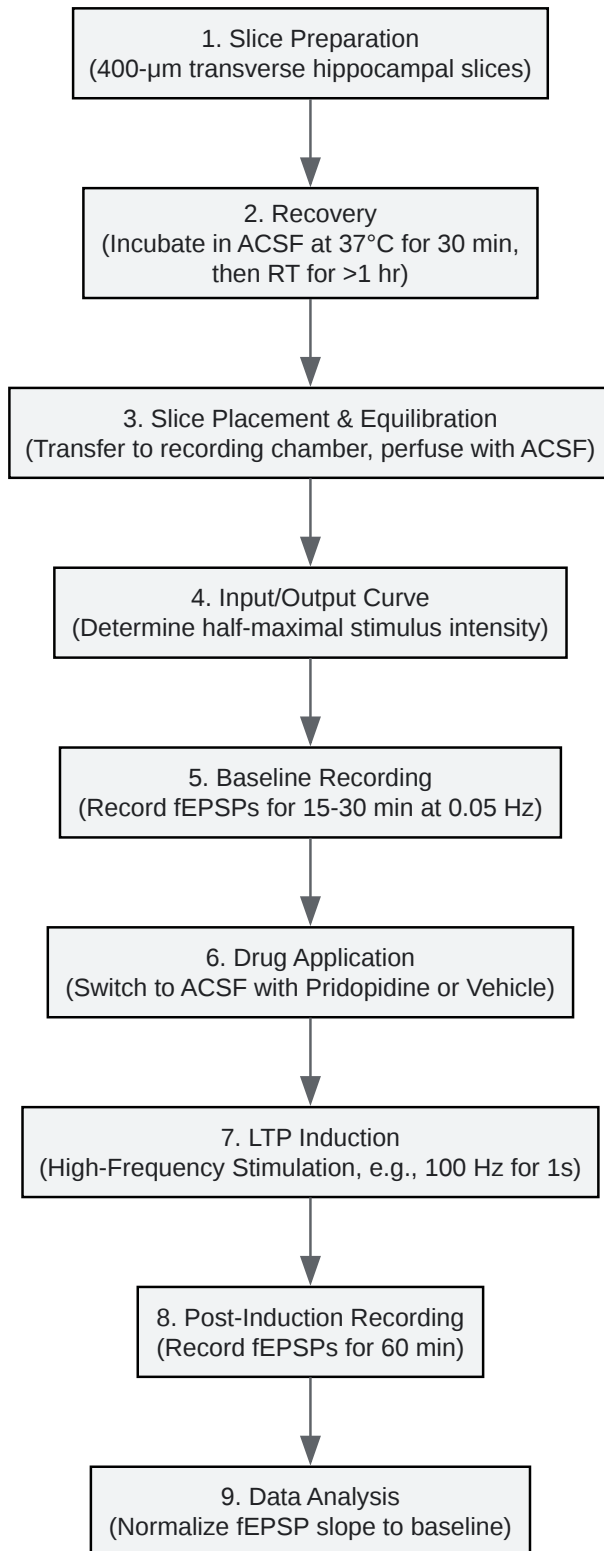 1. Slice Preparation
(400-μm transverse hippocampal slices)
2. Recovery
(Incubate in ACSF at 37°C for 30 min,
then RT for >1 hr)
3. Slice Placement & Equilibration
(Transfer to recording chamber, perfuse with ACSF)
4. Input/Output Curve
(Determine half-maximal stimulus intensity)
5. Baseline Recording
(Record fEPSPs for 15-30 min at 0.05 Hz)
6. Drug Application
(Switch to ACSF with Pridopidine or Vehicle)
7. LTP Induction
(High-Frequency Stimulation, e.g., 100 Hz for 1s)
8. Post-Induction Recording
(Record fEPSPs for 60 min)
9. Data Analysis
(Normalize fEPSP slope to baseline)